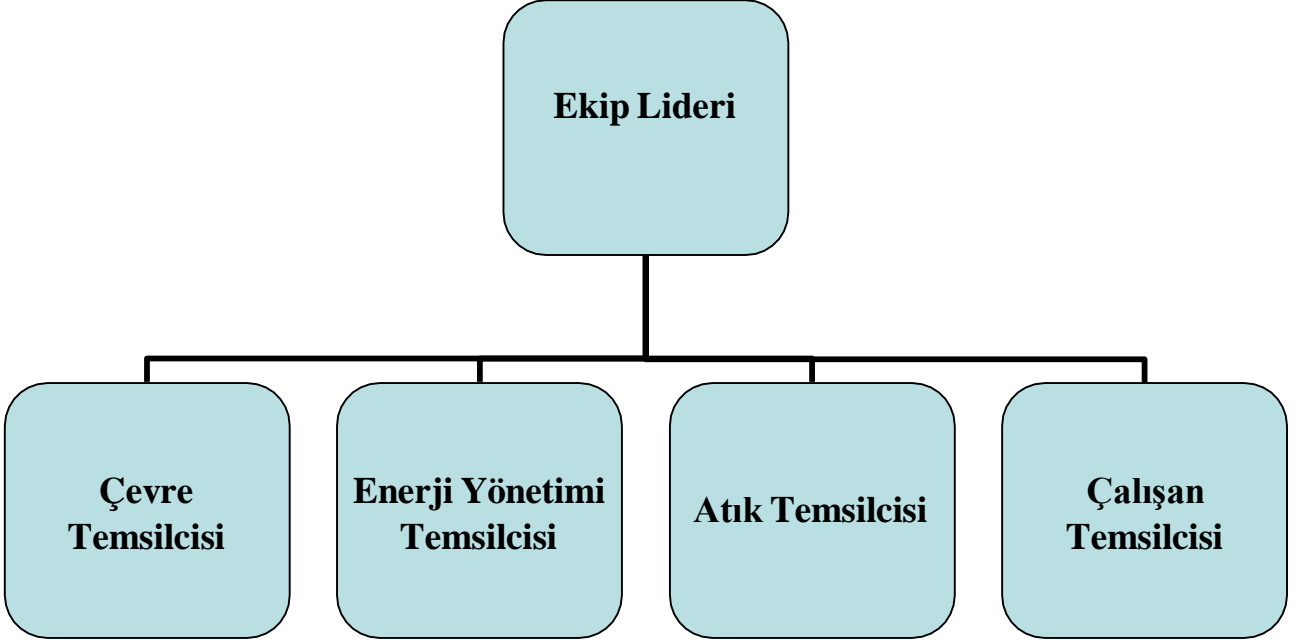 Ekip Lideri
Çevre
Temsilcisi
Enerji Yönetimi
Temsilcisi
Atık Temsilcisi
Çalışan
Temsilcisi